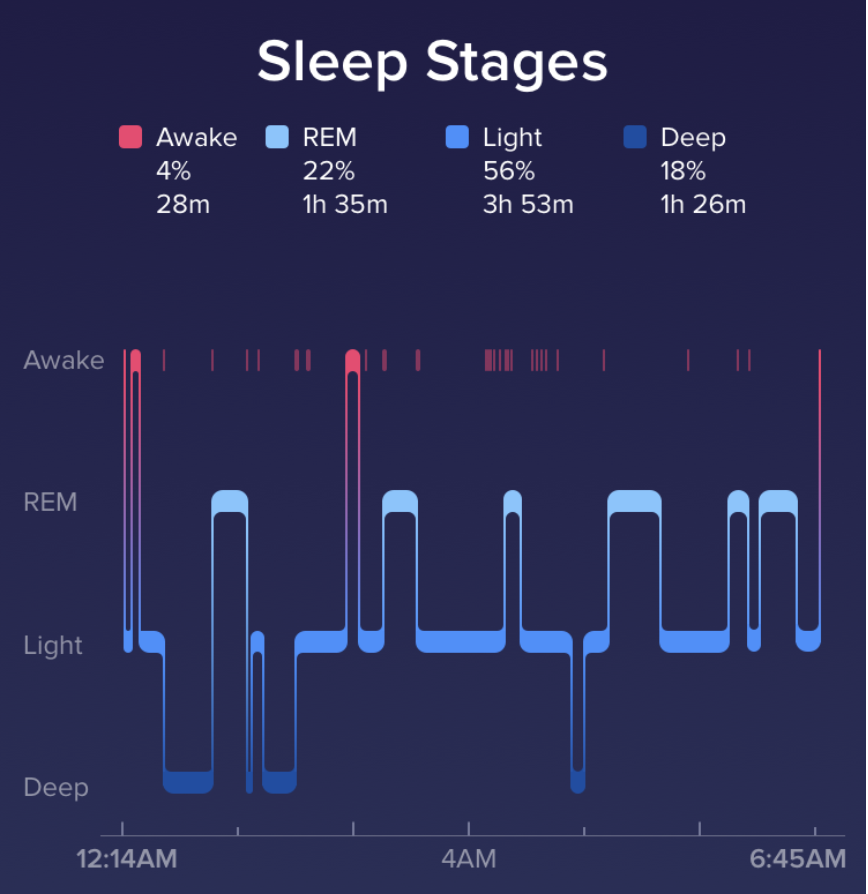 Sleep Stages
Awake REM Light Deep
4% 22% 56% 18%
28m 1h 35m 3h 53m 1h 26m
Awake
REM
Light
Deep
12:14AM 4AM 6:45AM